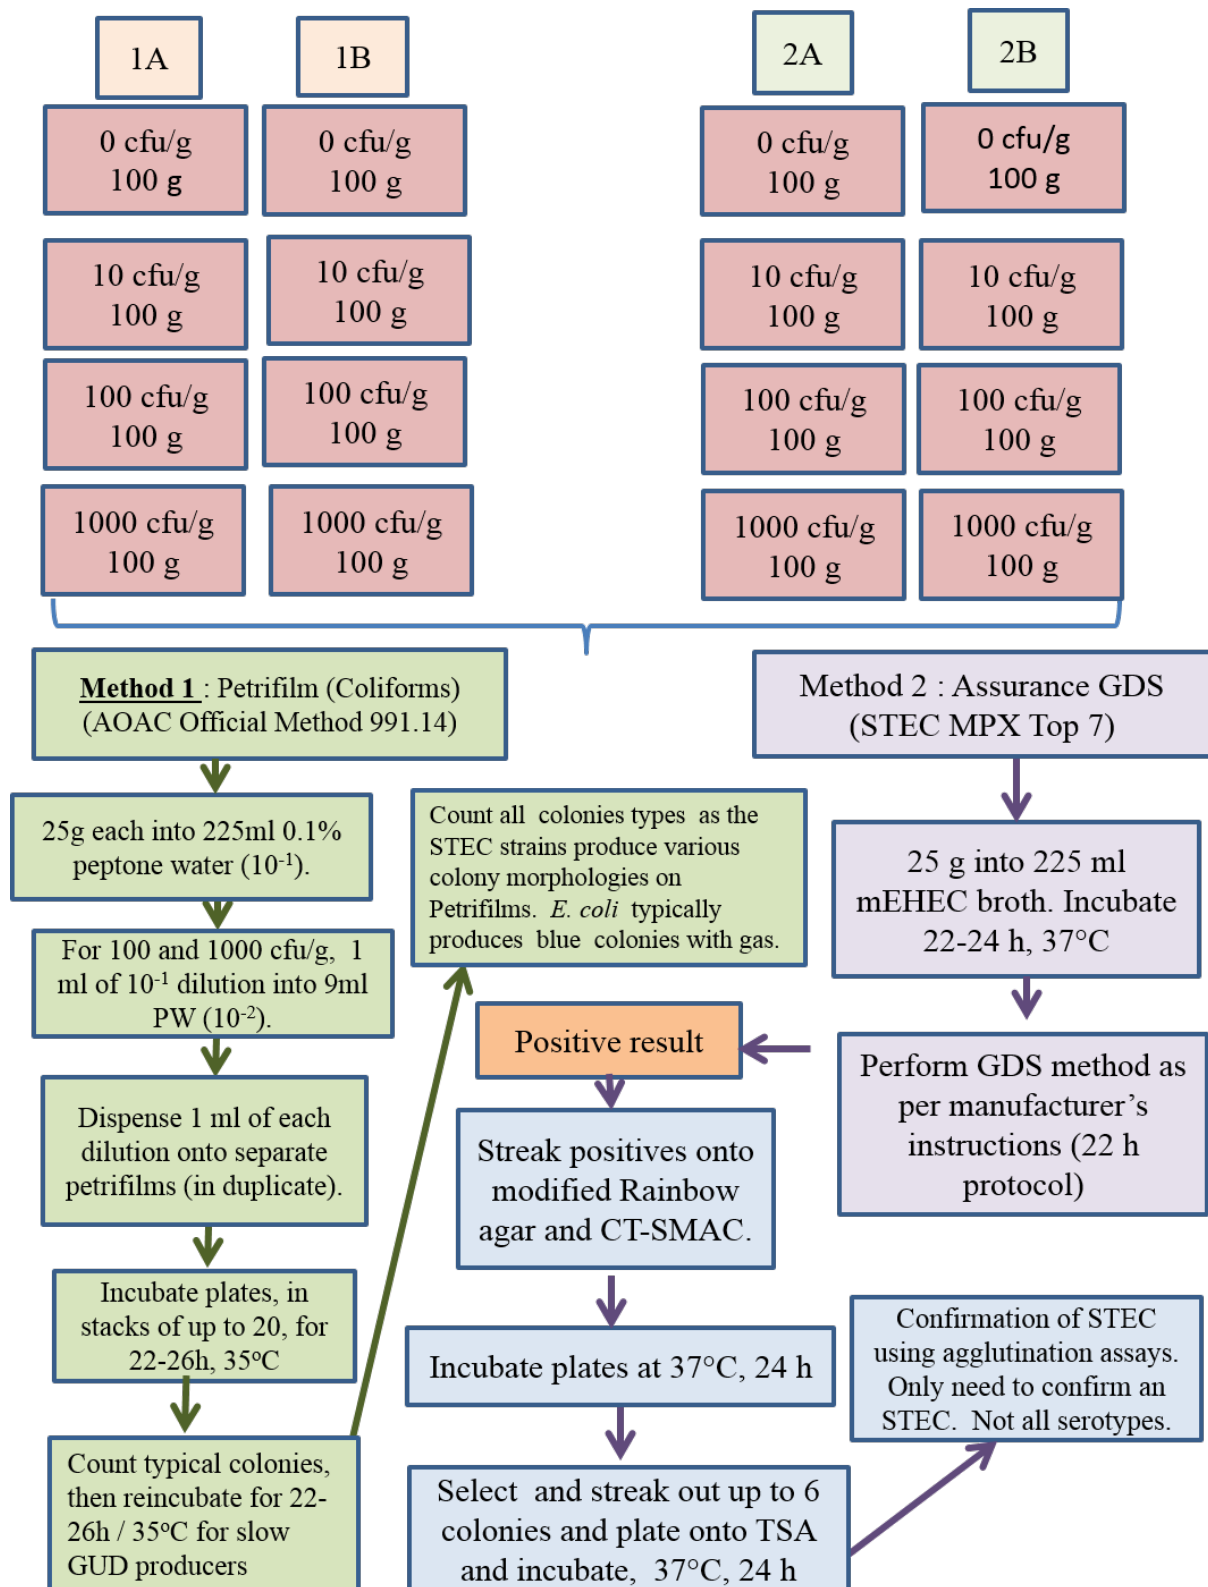 1A
1B
2A
2B
0 cfu/g
100 g
0 cfu/g
100 g
0 cfu/g
100 g
0 cfu/g
100 g
10 cfu/g
100 g
10 cfu/g
100 g
10 cfu/g
100 g
10 cfu/g
100 g
100 cfu/g
100 g
100 cfu/g
100 g
100 cfu/g
100 g
100 cfu/g
100 g
1000 cfu/g
100 g
1000 cfu/g
100 g
1000 cfu/g
100 g
1000 cfu/g
100 g
Method 1 : Petrifilm (Coliforms)
(AOAC Official Method 991.14)
25g each into 225ml 0.1%
peptone water (10⁻¹).
For 100 and 1000 cfu/g, 1
ml of 10⁻¹ dilution into 9ml
PW (10⁻²).
Dispense 1 ml of each
dilution onto separate
petrifilms (in duplicate).
Incubate plates, in
stacks of up to 20, for
22-26h, 35ºC
Count typical colonies,
then reincubate for 22-
26h / 35ºC for slow
GUD producers
Count all colonies types as the
STEC strains produce various
colony morphologies on
Petrifilms. E. coli typically
produces blue colonies with gas.
Method 2 : Assurance GDS
(STEC MPX Top 7)
25 g into 225 ml
mEHEC broth. Incubate
22-24 h, 37°C
Perform GDS method as
per manufacturer’s
instructions (22 h
protocol)
Positive result
Streak positives onto
modified Rainbow
agar and CT-SMAC.
Incubate plates at 37°C, 24 h
Select and streak out up to 6
colonies and plate onto TSA
and incubate, 37°C, 24 h
Confirmation of STEC
using agglutination assays.
Only need to confirm an
STEC. Not all serotypes.